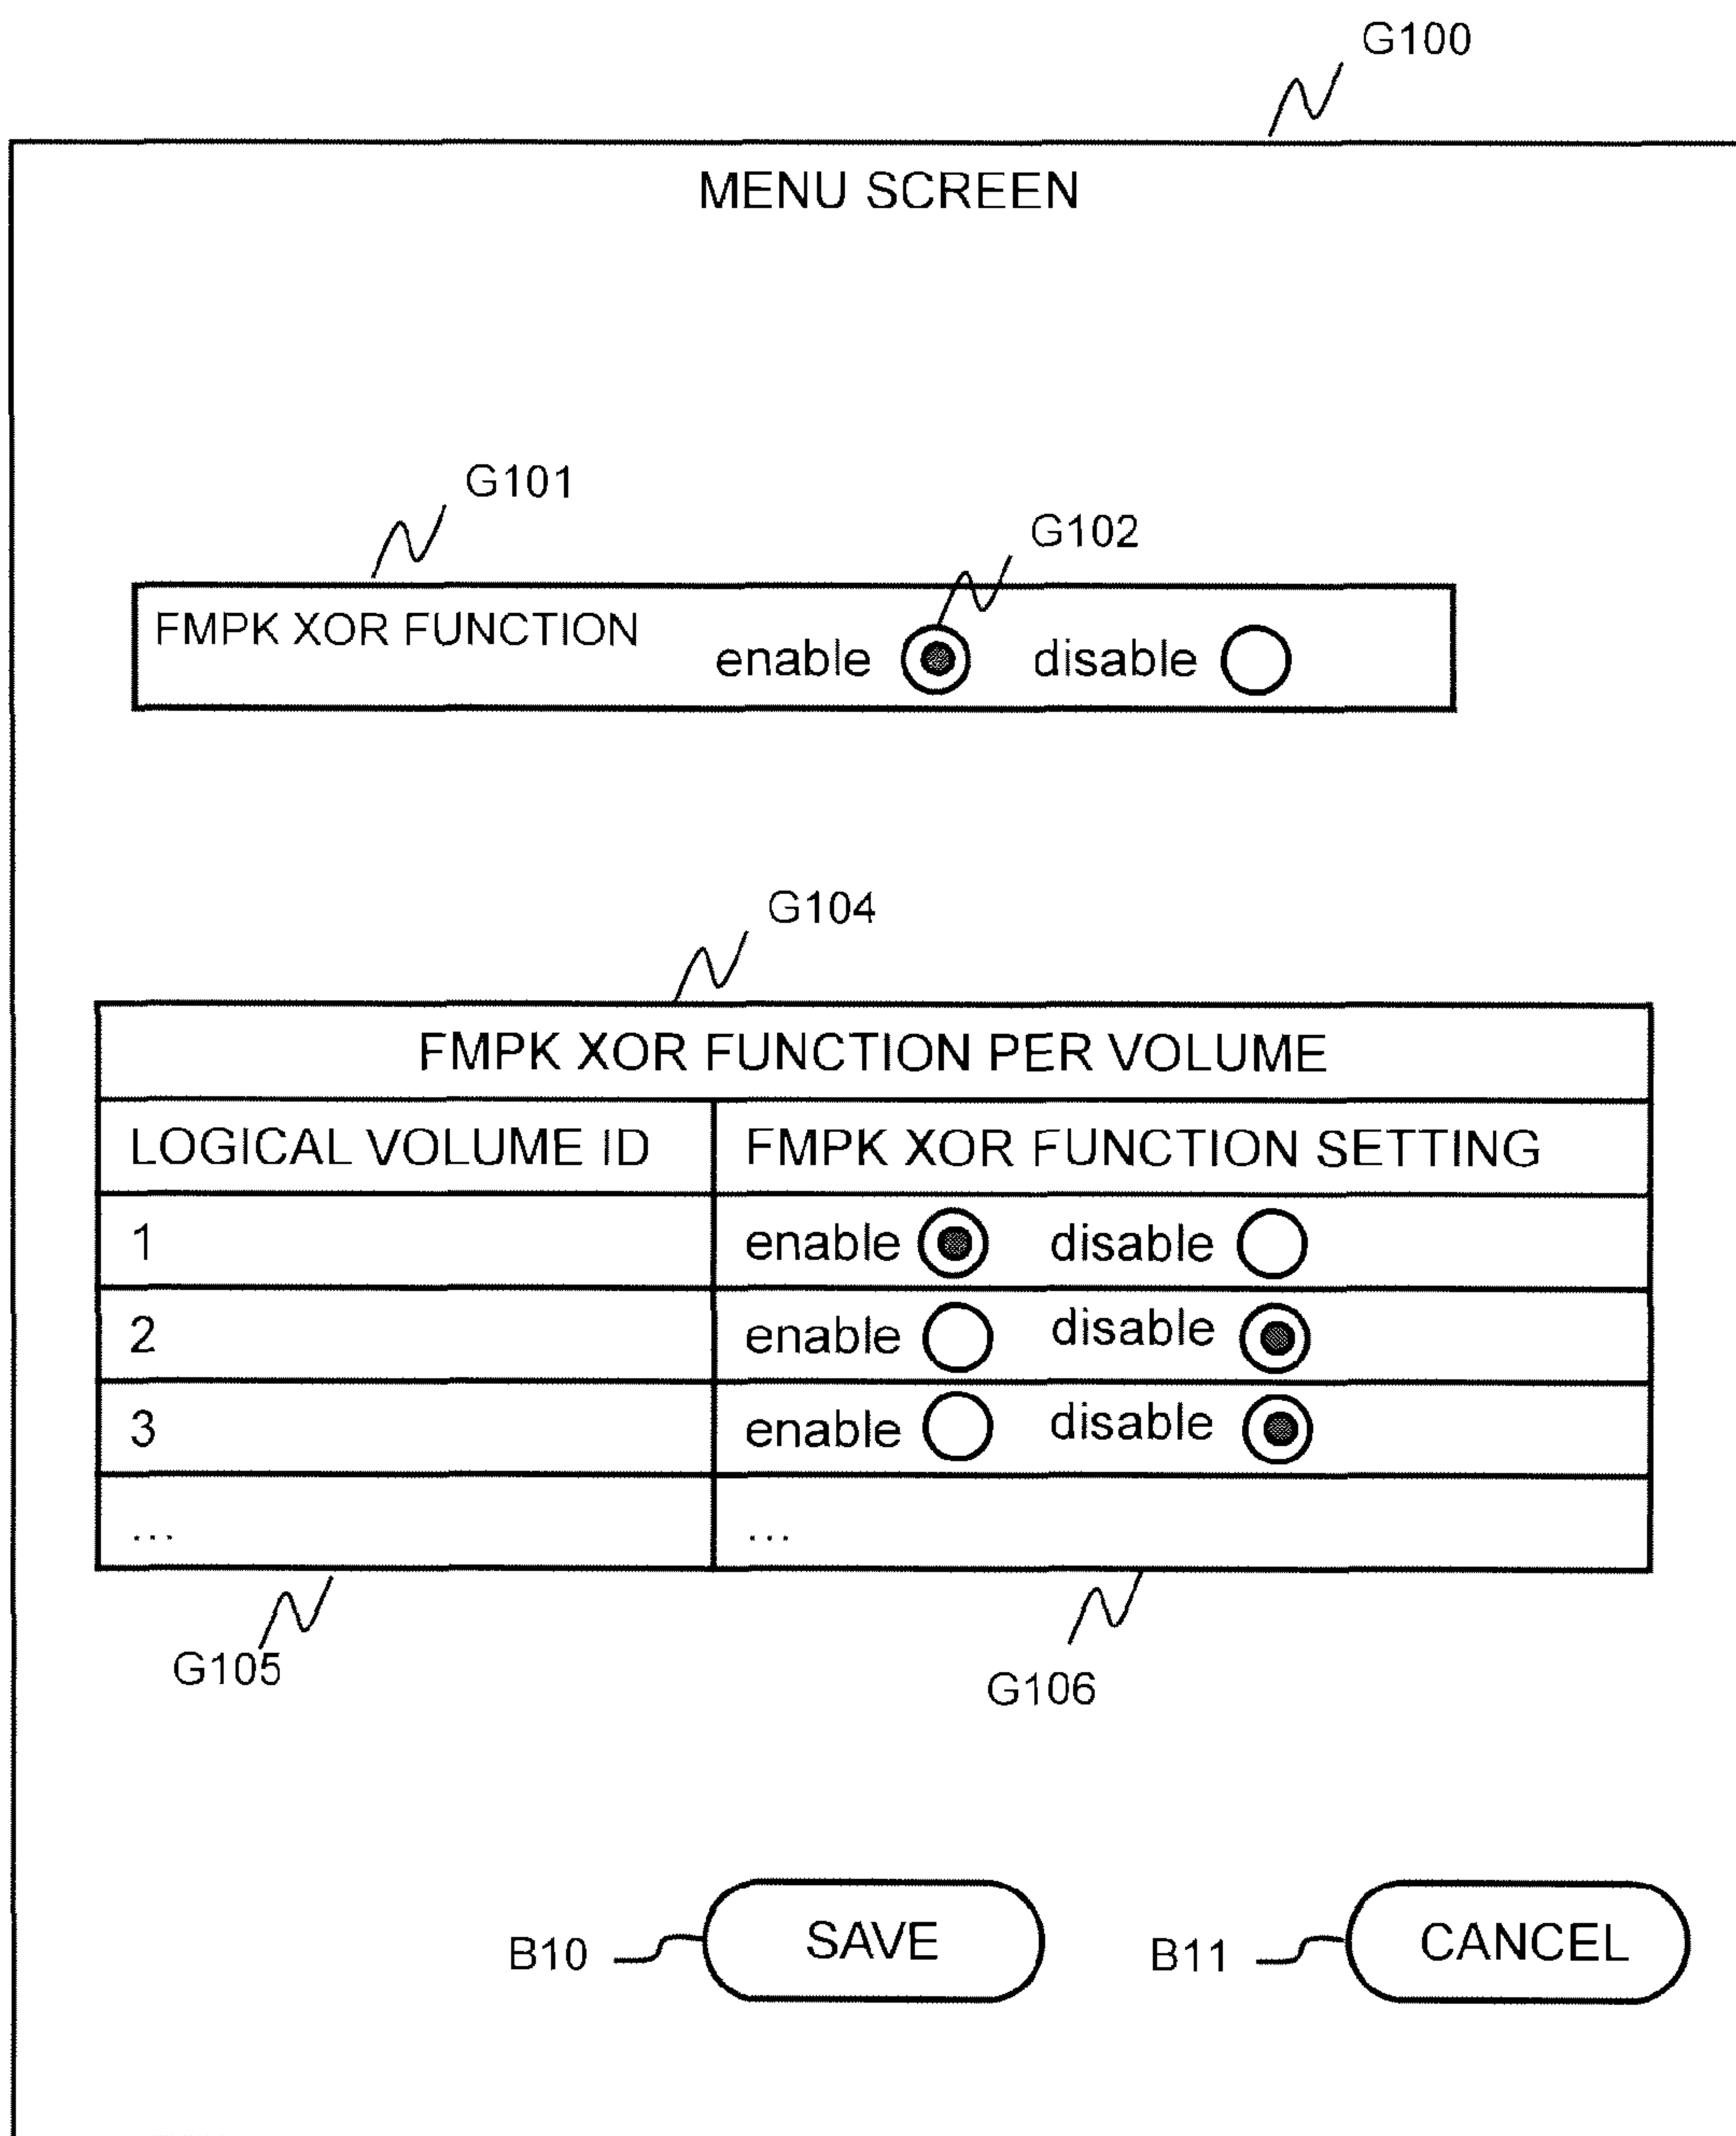 G100
MENU SCREEN
G101
G102
FMPK XOR FUNCTION enable disable
G104
FMPK XOR FUNCTION PER VOLUME
LOGICAL VOLUME ID FMPK XOR FUNCTION SETTING
1 enable disable
2 enable disable
3 enable disable
... ...
G105
G106
B10 SAVE B11 CANCEL